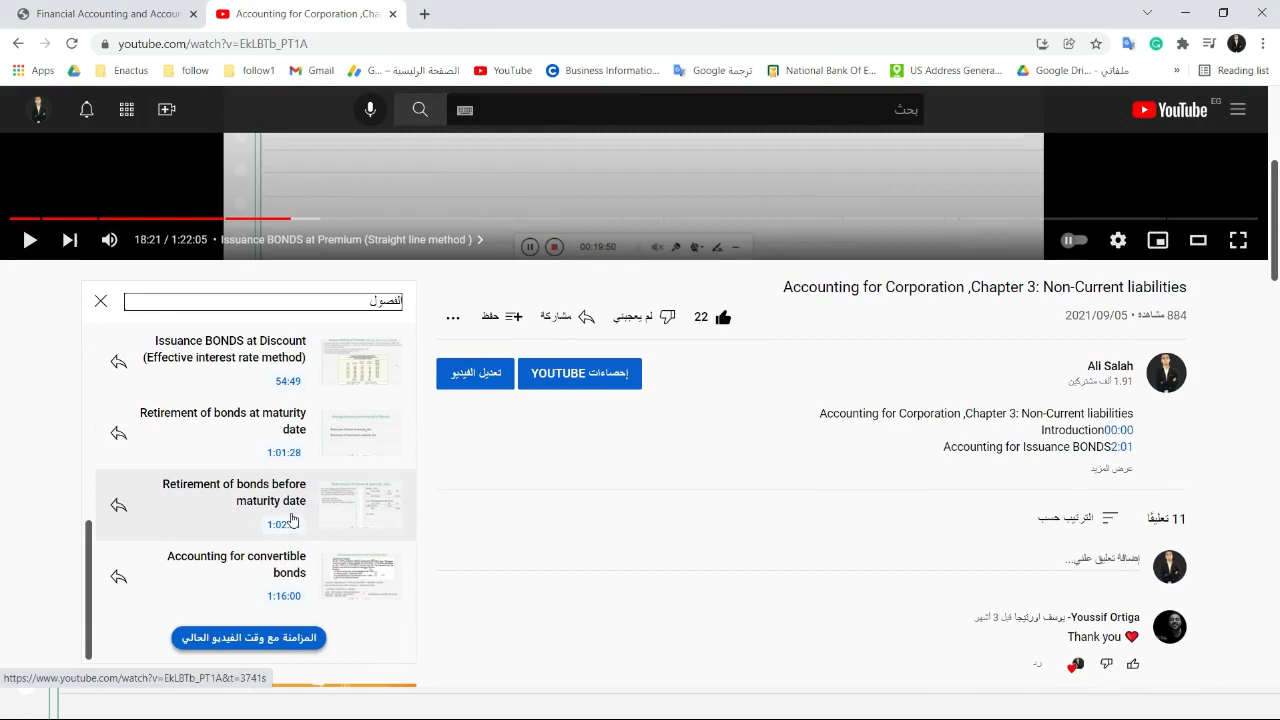 Financial Accounting and Accoun
Accounting for Corporation ,Cha
youtube.com/watch?v=EkLBTb_PT1A
Apps
Enactus
follow
follow1
Gmail
G... – الصفحة الرئيسية
YouTube
Business Informatio...
ترجمة Google
National Bank Of E...
US Address Genera...
ملفاتي – Google Dri...
»
Reading list
بحث
YouTube
EG
18:21 / 1:22:05 • Issuance BONDS at Premium (Straight line method )
00:19:50
الفصول
Issuance BONDS at Discount
(Effective interest rate method)
54:49
Retirement of bonds at maturity
date
1:01:28
Retirement of bonds before
maturity date
Accounting for convertible
bonds
1:16:00
المزامنة مع وقت الفيديو الحالي
https://www.youtube.com/watch?v=EkLBTb_PT1A&t=3741s
Accounting for Corporation ,Chapter 3: Non-Current liabilities
884 مشاهدة • 2021/09/05
22
لم يعجبني
مشاركة
حفظ
...
Ali Salah
1.91 ألف مشتركين
إحصاءات YOUTUBE
تعديل الفيديو
Accounting for Corporation ,Chapter 3: Non-Current liabilities
Introduction00:00
Accounting for Issuance BONDS2:01
عرض المزيد
11 تعليقًا
الترتيب حسب
إضافة تعليق
Youssif Ortiga- يوسف اورتيجا قبل 3 أشهر
Thank you ❤
رد